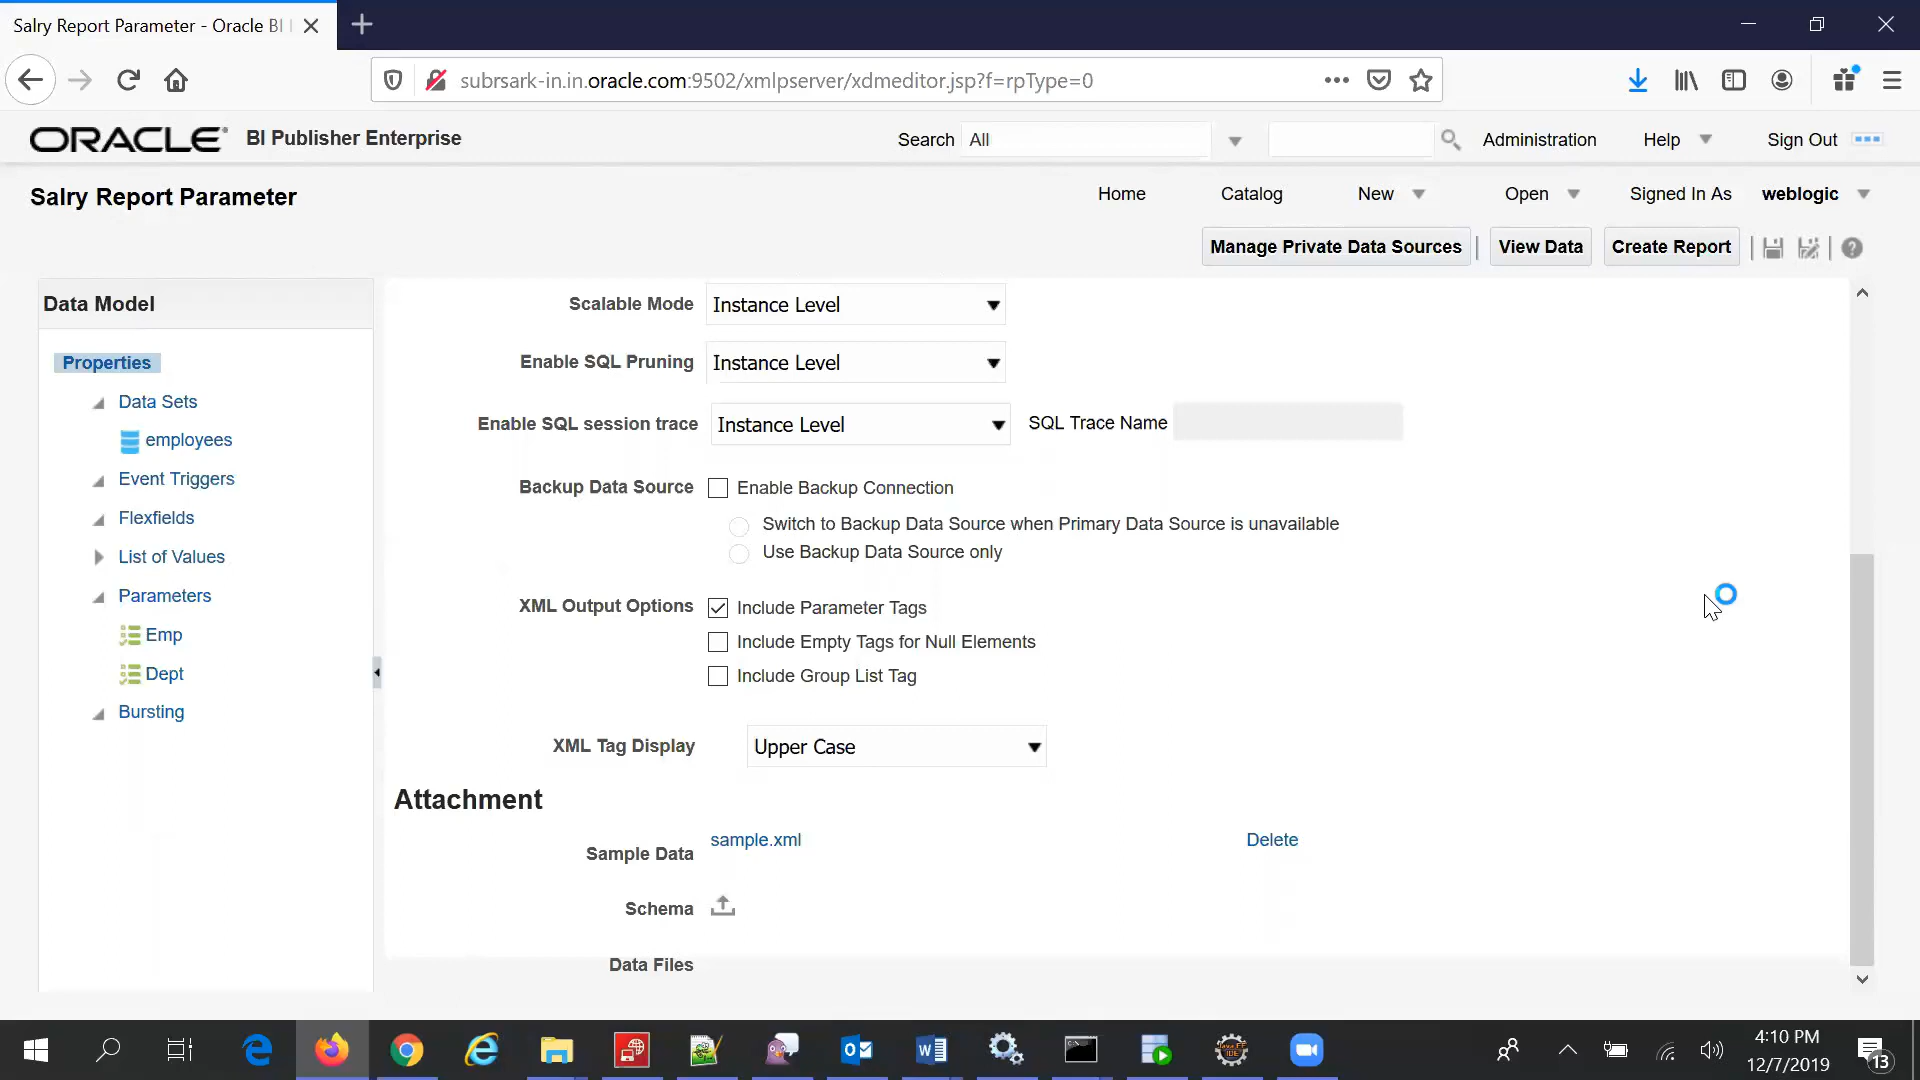 Salry Report Parameter - Oracle BI
subrsark-in.in.oracle.com:9502/xmlpserver/xdmeditor.jsp?f=rpType=0
ORACLE BI Publisher Enterprise
Search All Administration Help Sign Out
Salry Report Parameter
Home Catalog New Open Signed In As weblogic
Manage Private Data Sources View Data Create Report
Data Model
Properties
Data Sets
employees
Event Triggers
Flexfields
List of Values
Parameters
Emp
Dept
Bursting
Scalable Mode Instance Level
Enable SQL Pruning Instance Level
Enable SQL session trace Instance Level SQL Trace Name
Backup Data Source Enable Backup Connection
Switch to Backup Data Source when Primary Data Source is unavailable
Use Backup Data Source only
XML Output Options Include Parameter Tags
Include Empty Tags for Null Elements
Include Group List Tag
XML Tag Display Upper Case
Attachment
Sample Data sample.xml Delete
Schema
Data Files
4:10 PM
12/7/2019
13